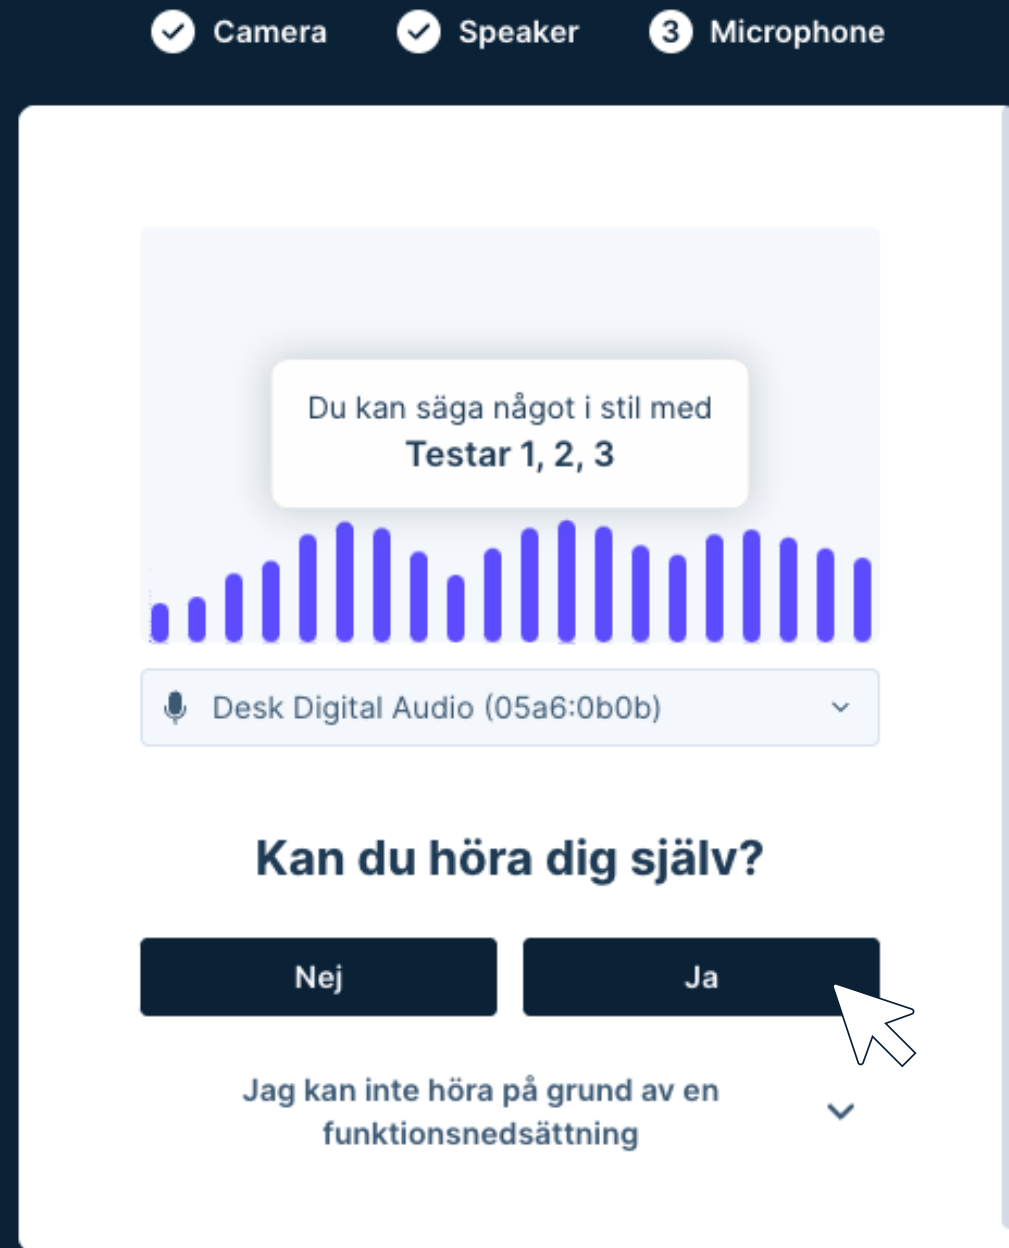 Camera Speaker 3 Microphone
Du kan säga något i stil med
Testar 1, 2, 3
Desk Digital Audio (05a6:0b0b)
Kan du höra dig själv?
Nej Ja
Jag kan inte höra på grund av en
funktionsnedsättning